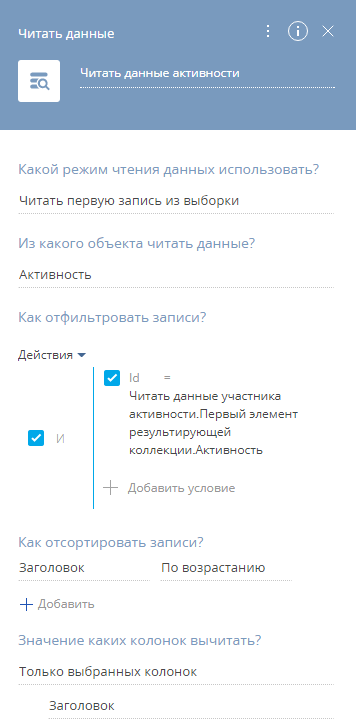 Читать данные
Читать данные активности
Какой режим чтения данных использовать?
Читать первую запись из выборки
Из какого объекта читать данные?
Активность
Как отфильтровать записи?
Действия
Id =
Читать данные участника
активности.Первый элемент
результирующей
коллекции.Активность
И
Добавить условие
Как отсортировать записи?
Заголовок По возрастанию
Добавить
Значение каких колонок вычитать?
Только выбранных колонок
Заголовок